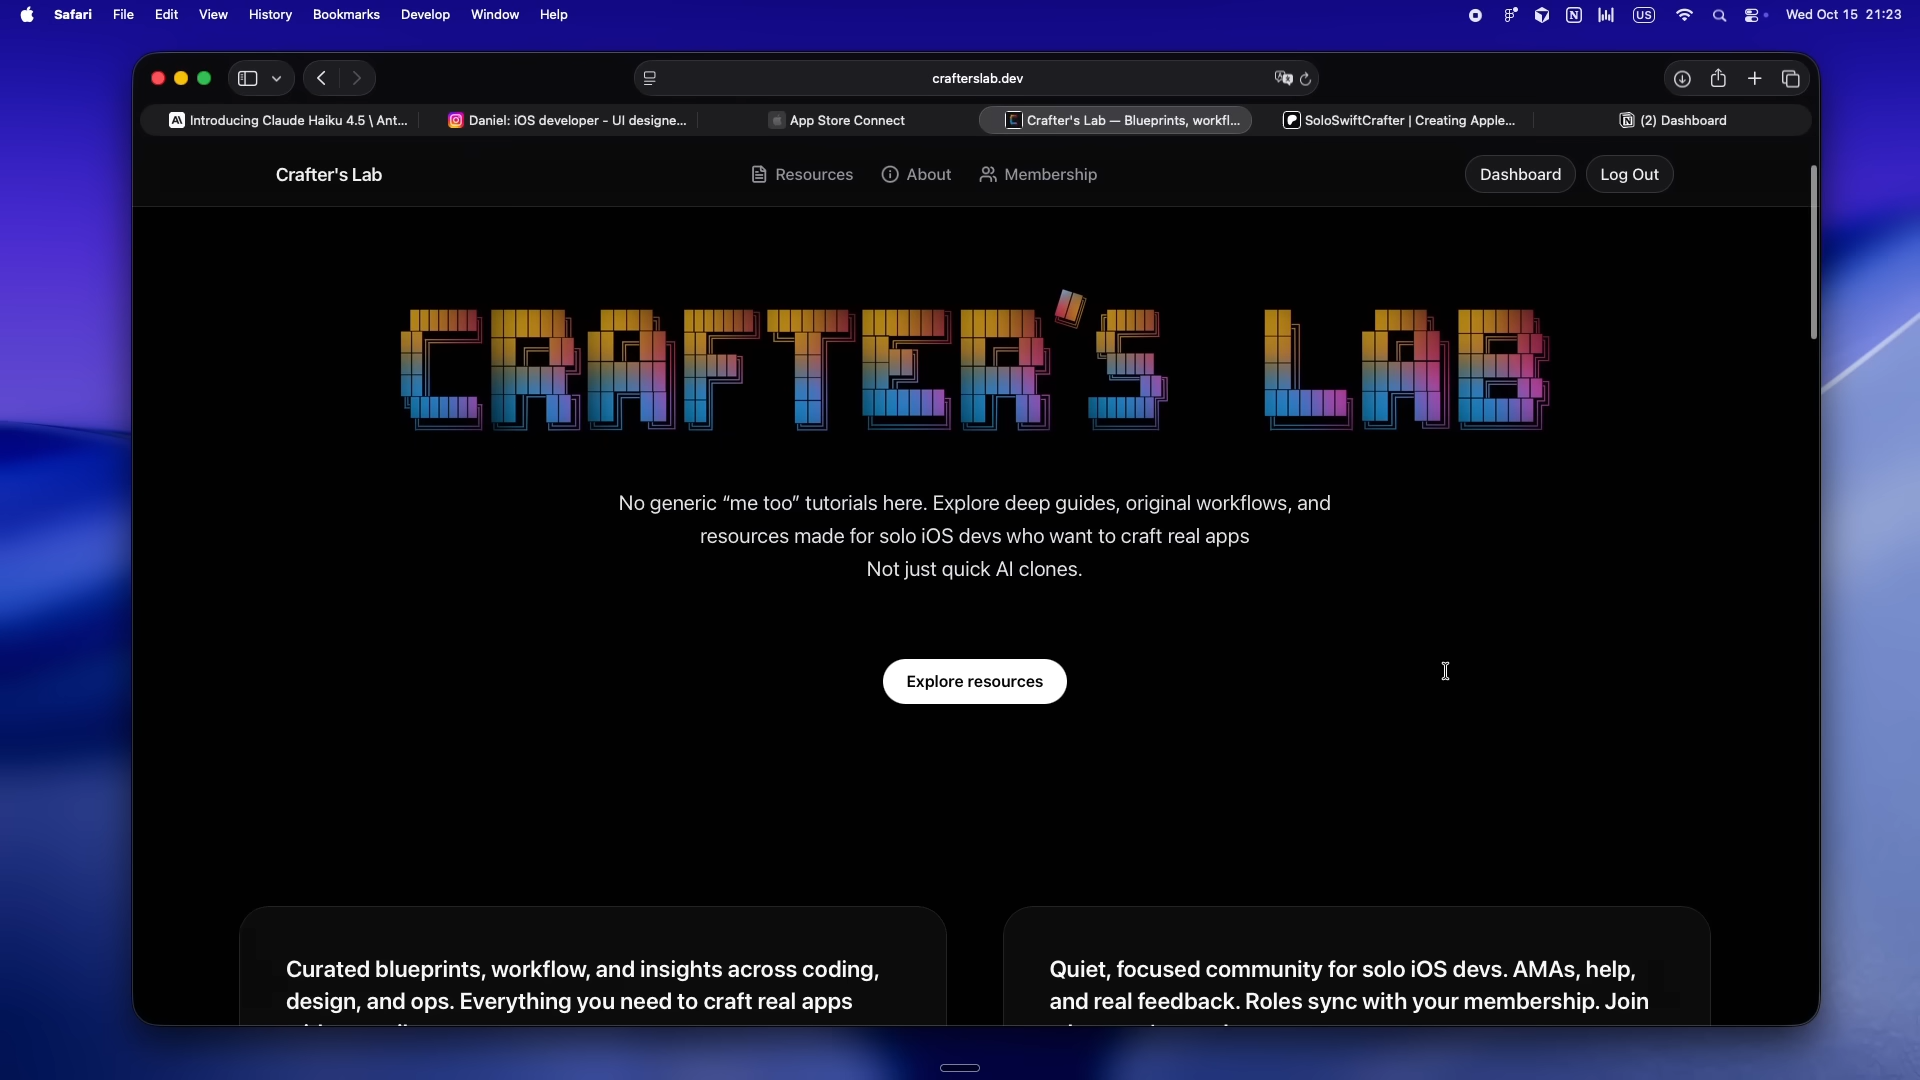 Safari File Edit View History Bookmarks Develop Window Help
US
Wed Oct 15 21:23
crafterslab.dev
Introducing Claude Haiku 4.5 \ Ant...
Daniel: iOS developer - UI designe...
App Store Connect
Crafter's Lab — Blueprints, workfl...
SoloSwiftCrafter | Creating Apple...
(2) Dashboard
Crafter's Lab
Resources
About
Membership
Dashboard
Log Out
CRAFTER'S LAB
No generic “me too” tutorials here. Explore deep guides, original workflows, and
resources made for solo iOS devs who want to craft real apps
Not just quick AI clones.
Explore resources
Curated blueprints, workflow, and insights across coding,
design, and ops. Everything you need to craft real apps
Quiet, focused community for solo iOS devs. AMAs, help,
and real feedback. Roles sync with your membership. Join